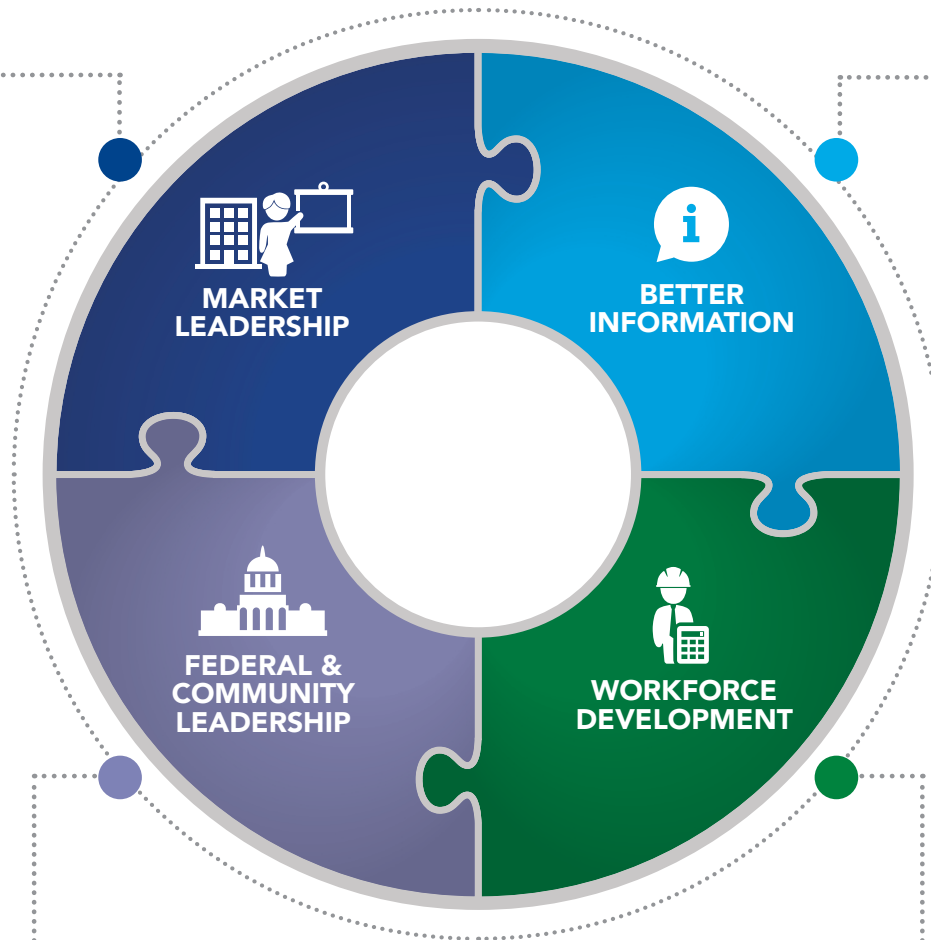 MARKET
LEADERSHIP
BETTER
INFORMATION
FEDERAL &
COMMUNITY
LEADERSHIP
WORKFORCE
DEVELOPMENT